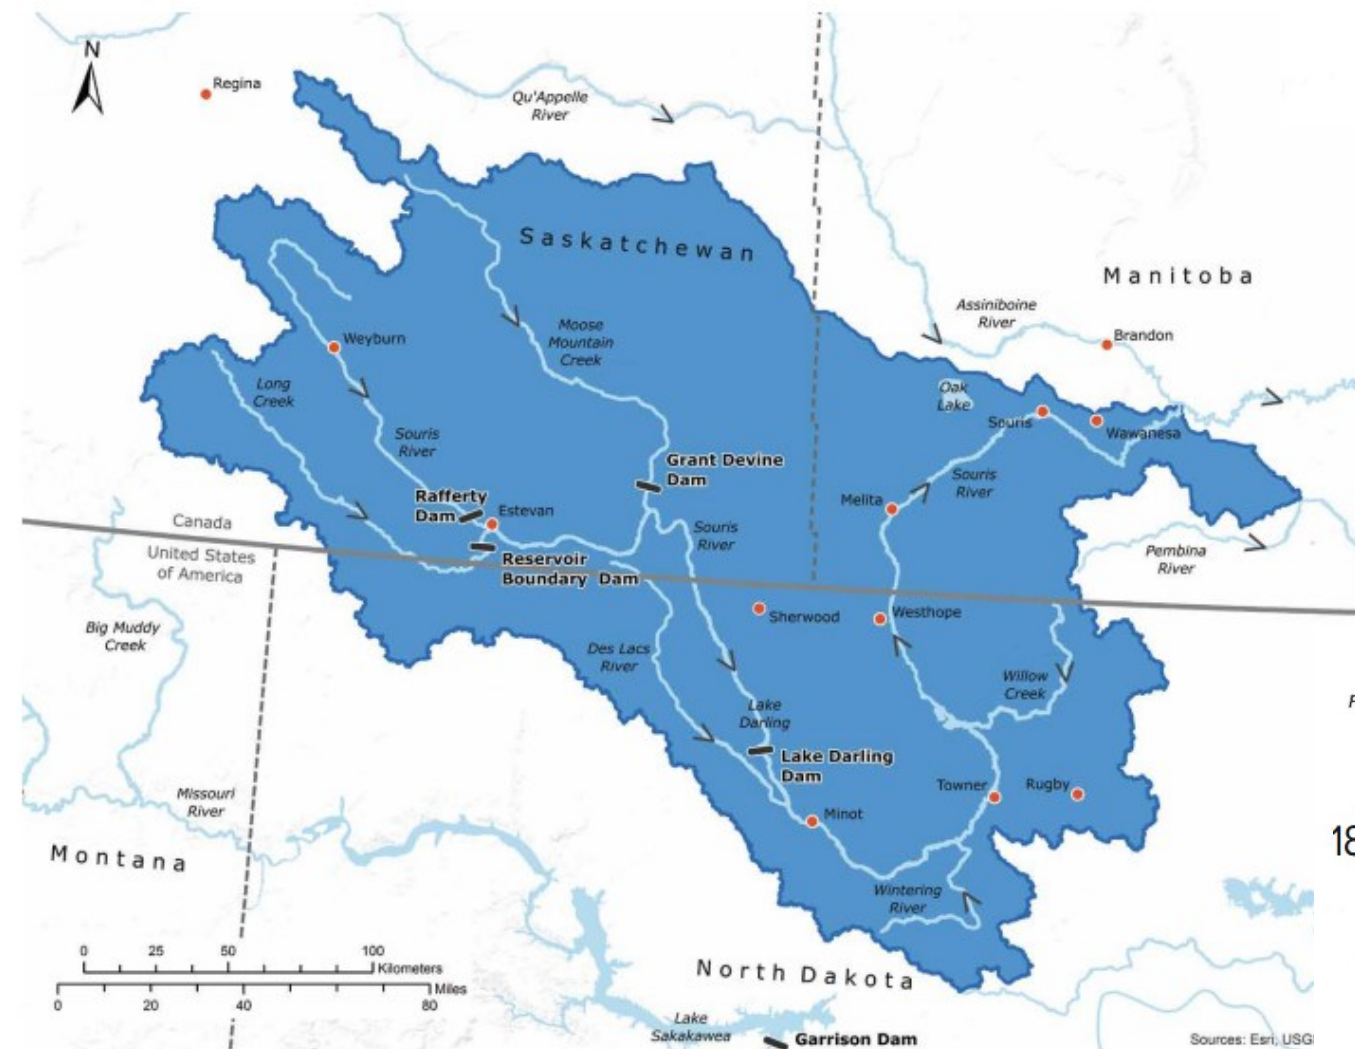 N
Regina
Qu'Appelle
River
Saskatchewan
Manitoba
Assiniboine
River
Brandon
Moose
Mountain
Creek
Weyburn
Long
Creek
Oak
Lake
Souris
Wawanesa
Souris
River
Grant Devine
Dam
Souris
River
Melita
Rafferty
Dam
Estevan
Souris
River
Canada
United States
of America
Reservoir
Boundary Dam
Pembina
River
Sherwood
Westhope
Big Muddy
Creek
Des Lacs
River
Willow
Creek
Lake
Darling
Lake Darling
Dam
Towner
Rugby
Missouri
River
Minot
18
Montana
Wintering
River
0 25 50 100
Kilometers
Miles
0 20 40 80
North Dakota
Lake
Sakakawea
Garrison Dam
Sources: Esri, USG